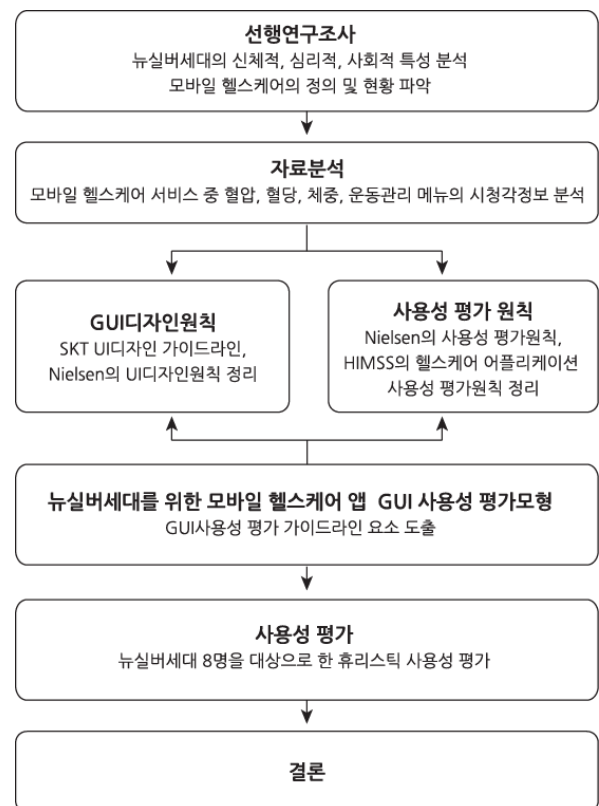 선행연구조사
뉴실버세대의 신체적, 심리적, 사회적 특성 분석
모바일 헬스케어의 정의 및 현황 파악
자료분석
모바일 헬스케어 서비스 중 혈압, 혈당, 체중, 운동관리 메뉴의 시청각정보 분석
GUI디자인원칙
SKT UI디자인 가이드라인,
Nielsen의 UI디자인원칙 정리
사용성 평가 원칙
Nielsen의 사용성 평가원칙,
HIMSS의 헬스케어 어플리케이션
사용성 평가원칙 정리
뉴실버세대를 위한 모바일 헬스케어 앱 GUI 사용성 평가모형
GUI사용성 평가 가이드라인 요소 도출
사용성 평가
뉴실버세대 8명을 대상으로 한 휴리스틱 사용성 평가
결론